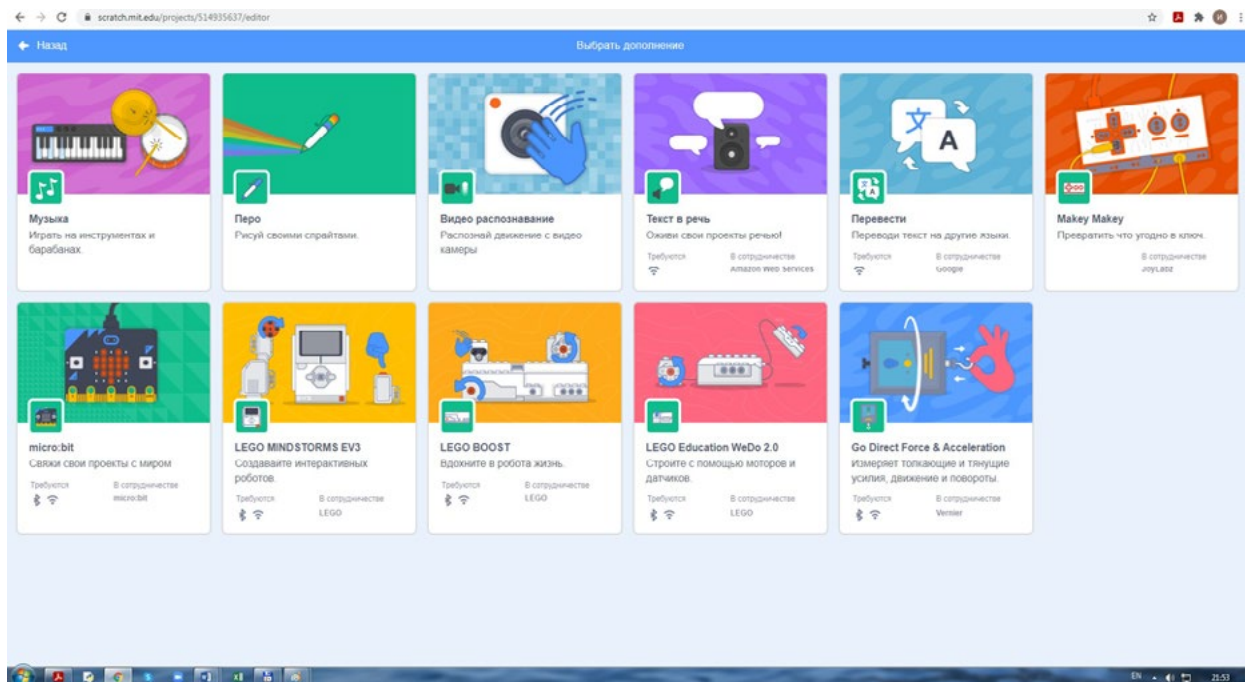 scratch.mit.edu/projects/514935637/editor
Назад
Выбрать дополнение
Музыка
Играть на инструментах и
барабанах.
Перо
Рисуй своими спрайтами.
Видео распознавание
Распознай движение с видео
камеры
Текст в речь
Оживи свои проекты речью!
Требуются В сотрудничестве
Amazon Web Services
Перевести
Переводи текст на другие языки.
Требуются В сотрудничестве
Google
Makey Makey
Превратить что угодно в ключ.
В сотрудничестве
JoyLabz
micro:bit
Свяжи свои проекты с миром
Требуются В сотрудничестве
micro:bit
LEGO MINDSTORMS EV3
Создавайте интерактивных
роботов.
Требуются В сотрудничестве
LEGO
LEGO BOOST
Вдохните в робота жизнь.
Требуются В сотрудничестве
LEGO
LEGO Education WeDo 2.0
Стройте с помощью моторов и
датчиков.
Требуются В сотрудничестве
LEGO
Go Direct Force & Acceleration
Измеряет толкающие и тянущие
усилия, движение и повороты.
Требуются В сотрудничестве
Vernier
EN 21:53